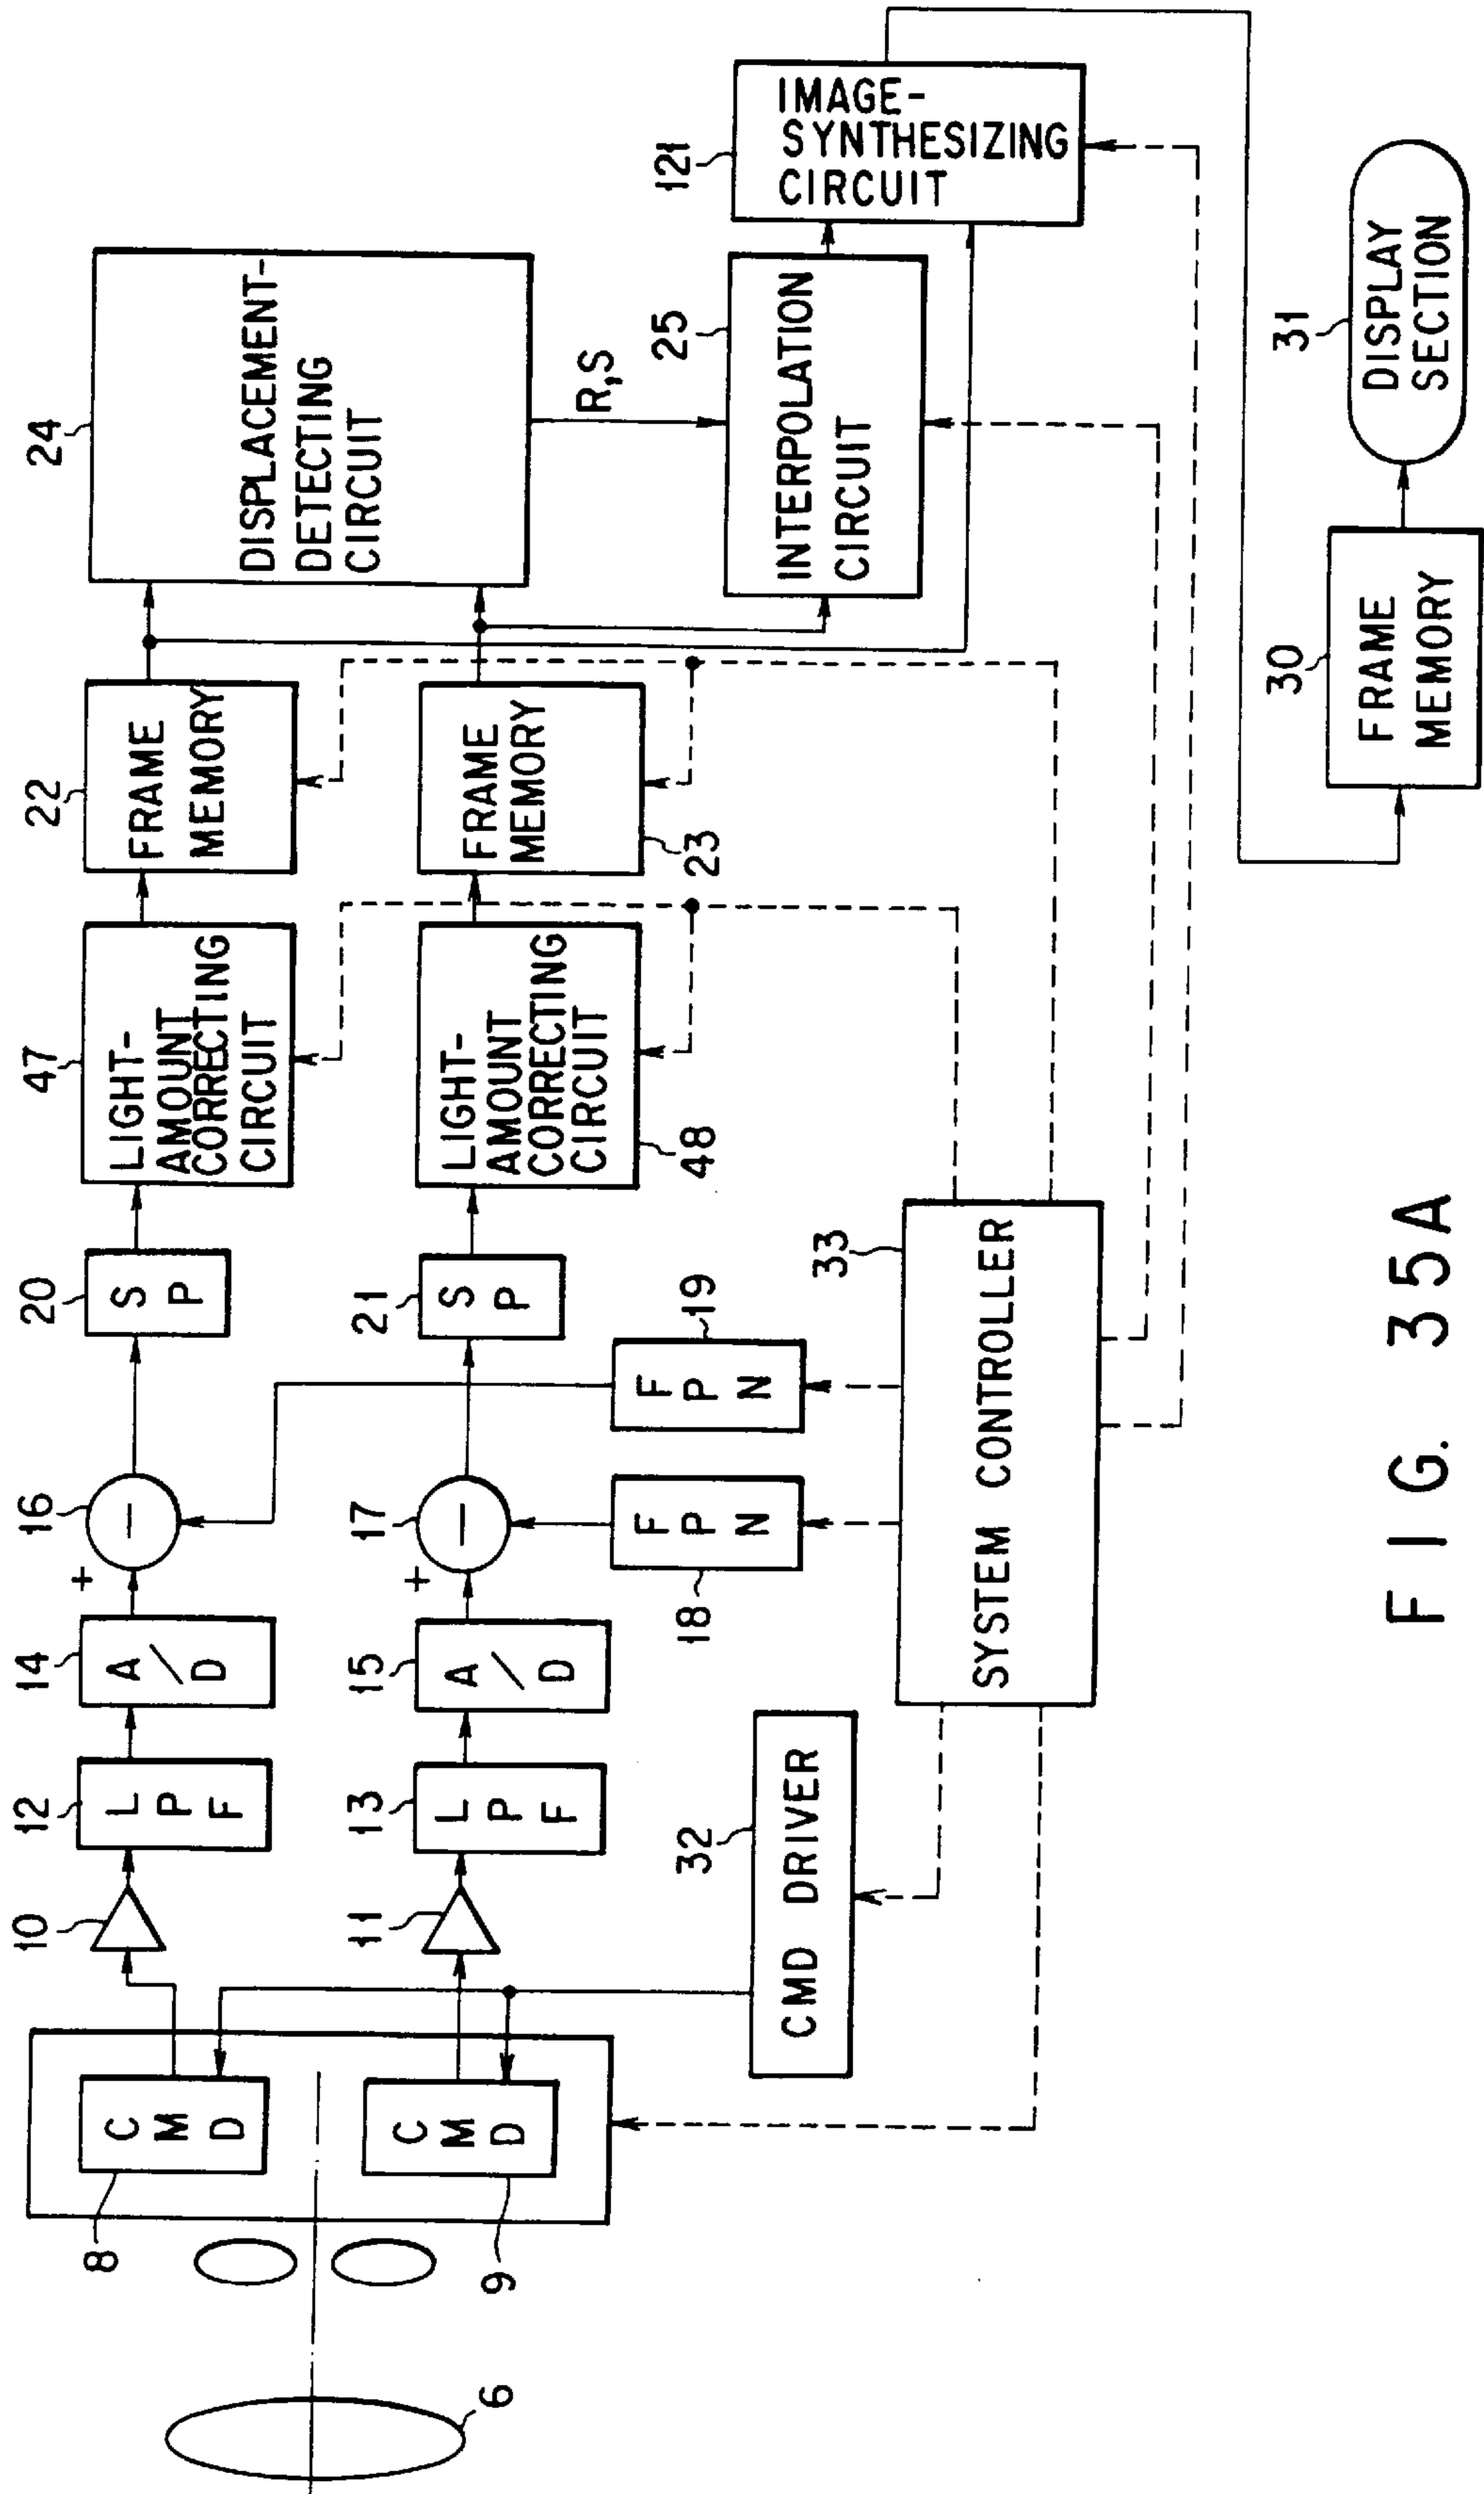 6
8
9
C
M
D
C
M
D
10
11
12
L
P
F
13
L
P
F
14
A
/
D
15
A
/
D
+
16
−
+
17
−
18
F
P
N
19
F
P
N
20
S
P
21
S
P
47
LIGHT-
AMOUNT
CORRECTING
CIRCUIT
48
LIGHT-
AMOUNT
CORRECTING
CIRCUIT
22
FRAME
MEMORY
23
FRAME
MEMORY
24
DISPLACEMENT-
DETECTING
CIRCUIT
R,S
25
INTERPOLATION
CIRCUIT
121
IMAGE-
SYNTHESIZING
CIRCUIT
32
CMD DRIVER
33
SYSTEM CONTROLLER
30
FRAME
MEMORY
31
DISPLAY
SECTION
FIG. 35A